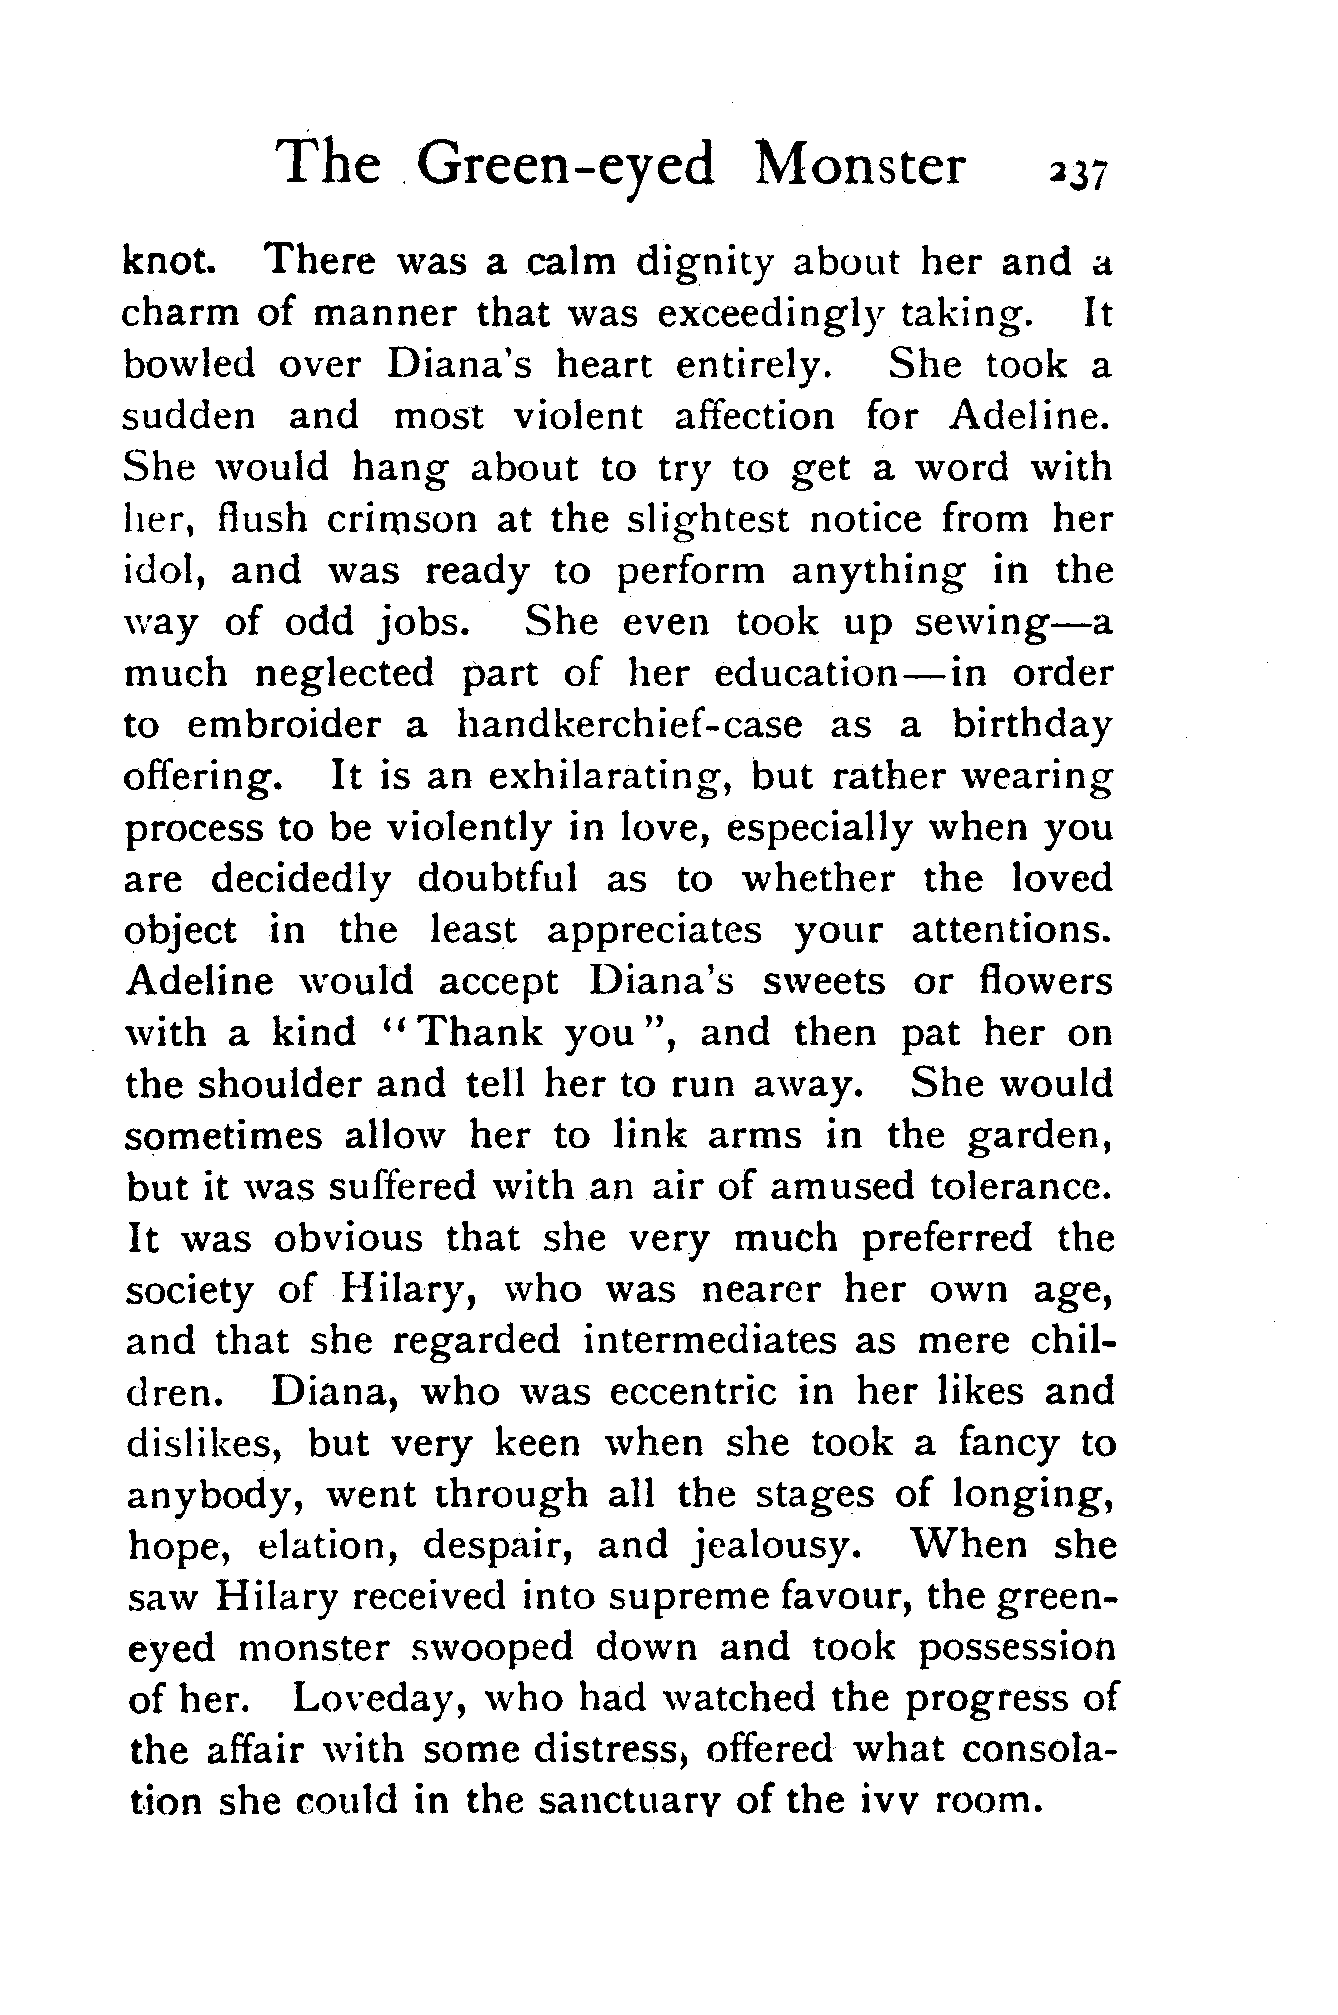 The Green-eyed Monster 237
knot. There was a calm dignity about her and a
charm of manner that was exceedingly taking. It
bowled over Diana's heart entirely. She took a
sudden and most violent affection for Adeline.
She would hang about to try to get a word with
her, flush crimson at the slightest notice from her
idol, and was ready to perform anything in the
way of odd jobs. She even took up sewing—a
much neglected part of her education—in order
to embroider a handkerchief-case as a birthday
offering. It is an exhilarating, but rather wearing
process to be violently in love, especially when you
are decidedly doubtful as to whether the loved
object in the least appreciates your attentions.
Adeline would accept Diana's sweets or flowers
with a kind “Thank you”, and then pat her on
the shoulder and tell her to run away. She would
sometimes allow her to link arms in the garden,
but it was suffered with an air of amused tolerance.
It was obvious that she very much preferred the
society of Hilary, who was nearer her own age,
and that she regarded intermediates as mere chil-
dren. Diana, who was eccentric in her likes and
dislikes, but very keen when she took a fancy to
anybody, went through all the stages of longing,
hope, elation, despair, and jealousy. When she
saw Hilary received into supreme favour, the green-
eyed monster swooped down and took possession
of her. Loveday, who had watched the progress of
the affair with some distress, offered what consola-
tion she could in the sanctuary of the ivy room.